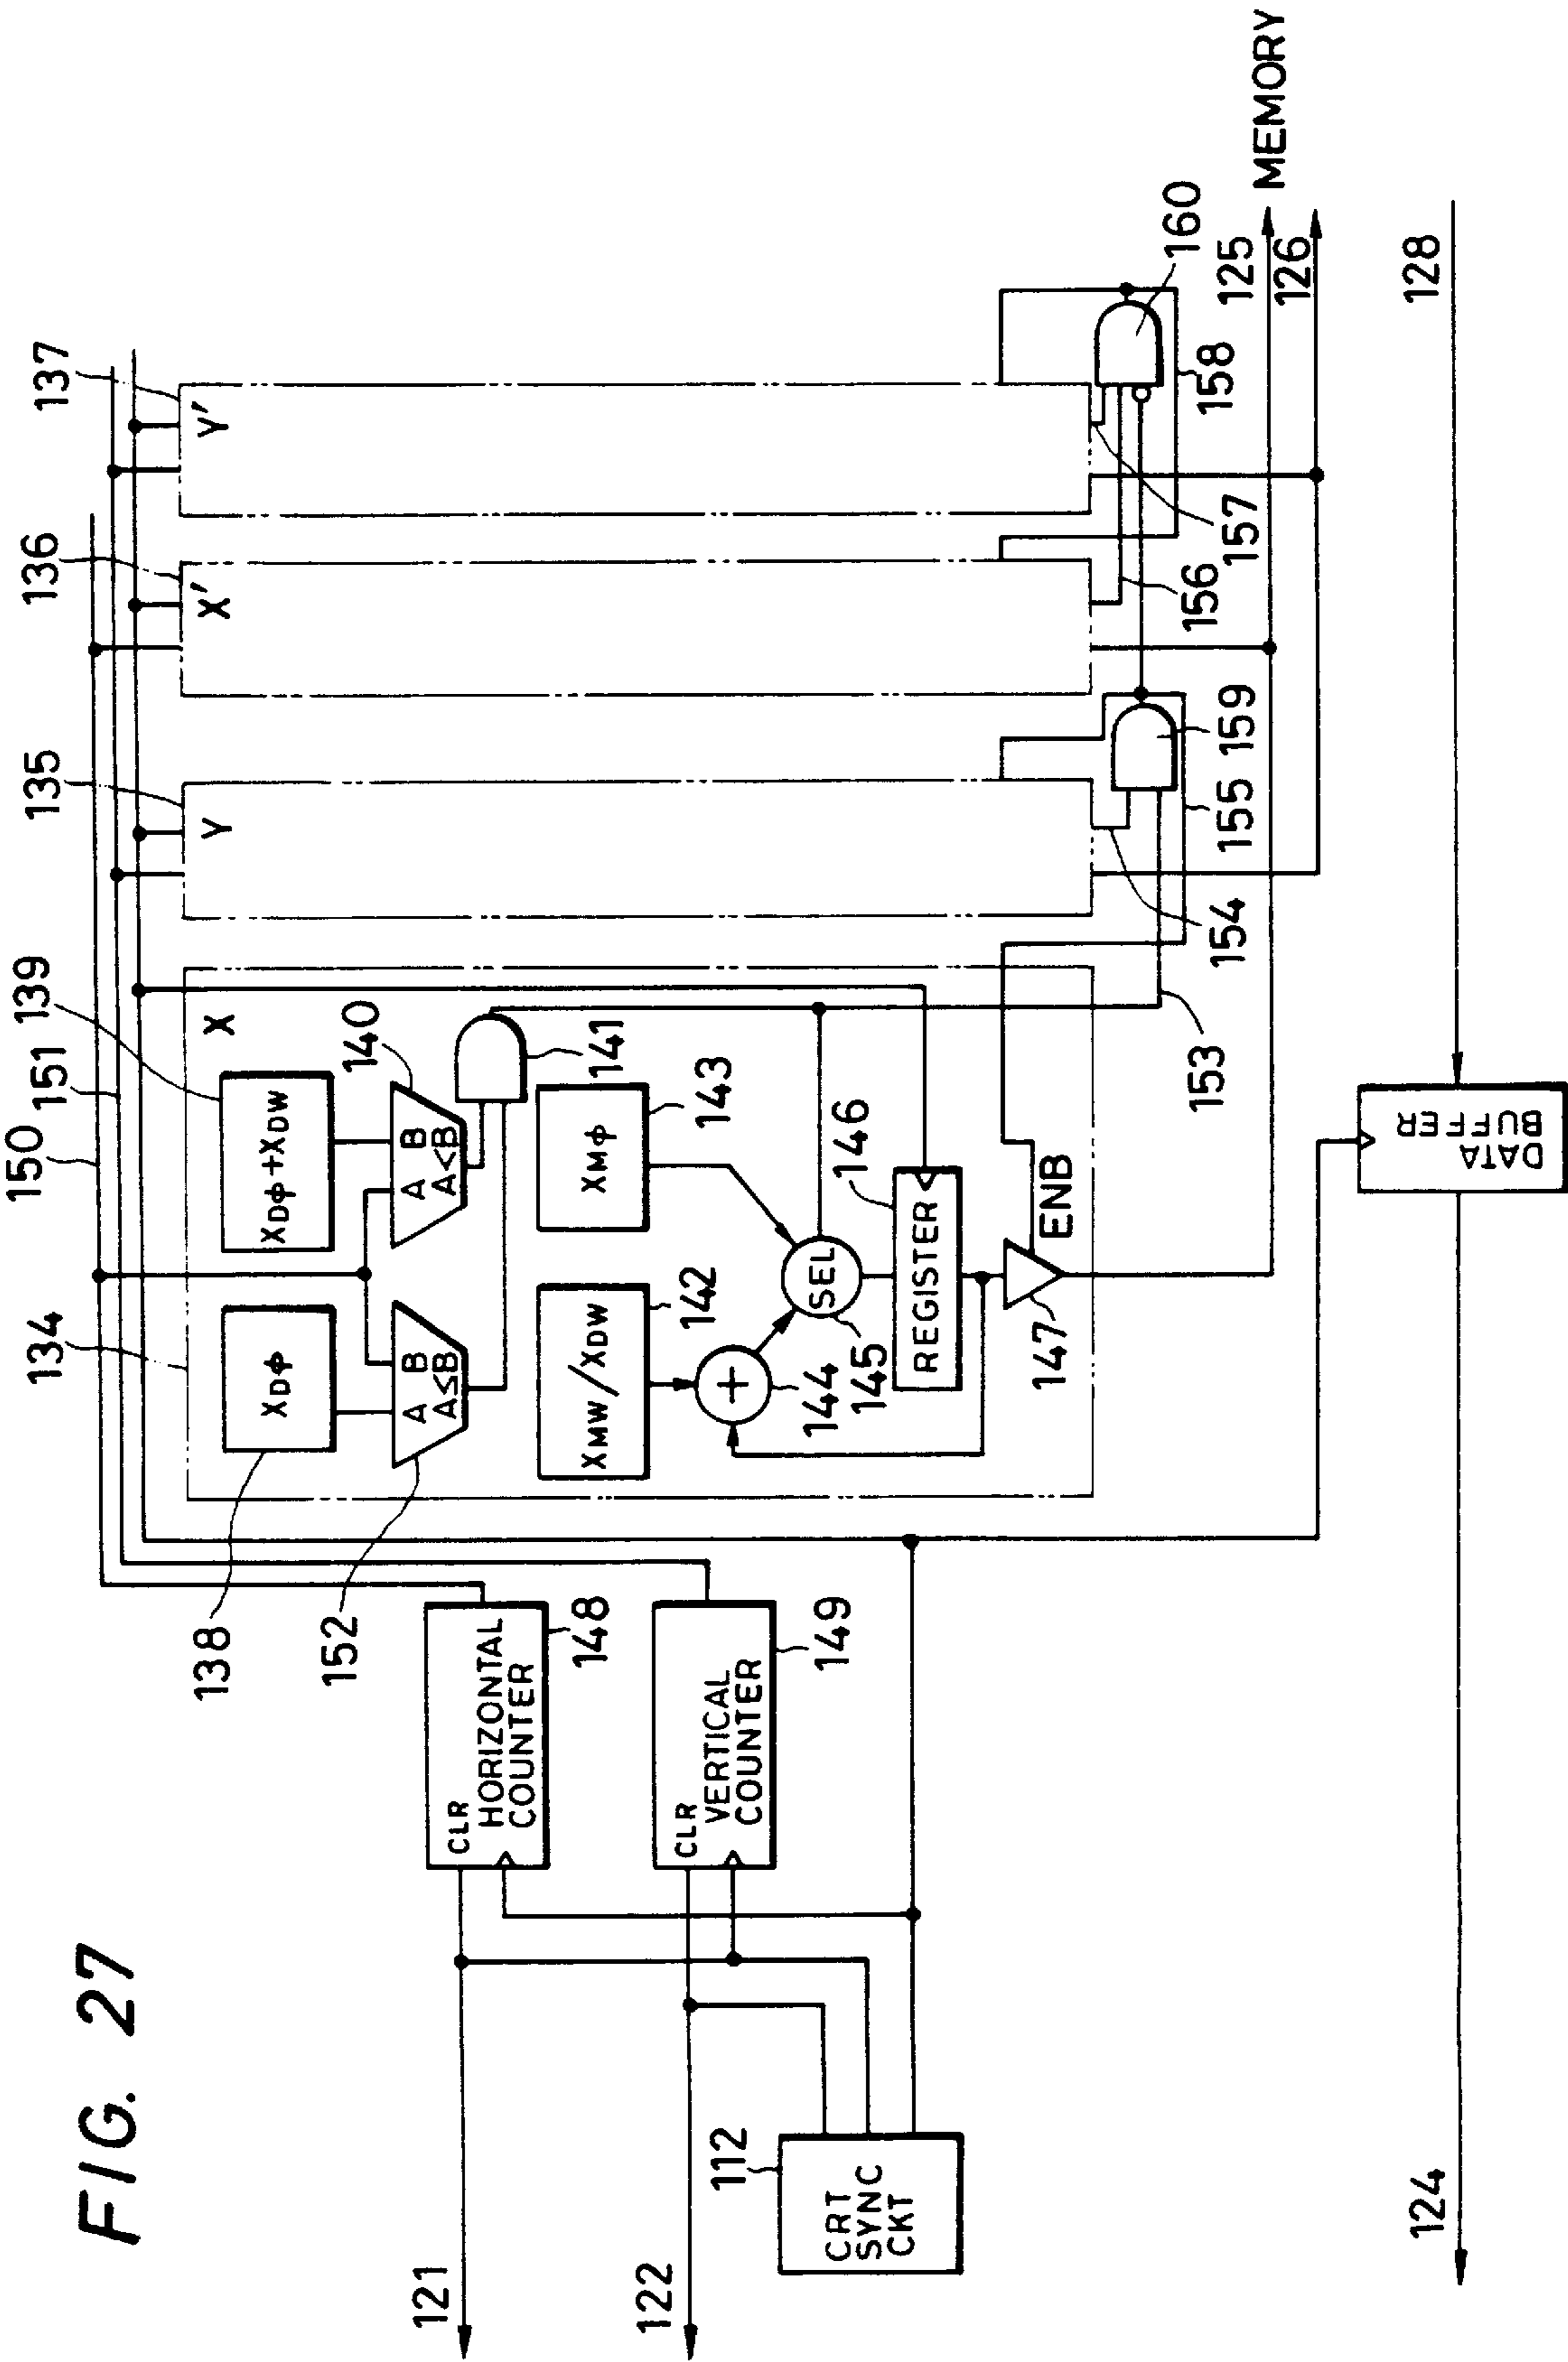 FIG. 27
121
122
112
CRT
SYNC
CKT
124
CLR
HORIZONTAL
COUNTER
148
CLR
VERTICAL
COUNTER
149
138
152
134
150
151
139
XDϕ
XDϕ+XDW
X
A B
A≤B
A B
A<B
140
141
XMW/XDW
142
XMϕ
143
+
144
SEL
145
REGISTER
146
147
ENB
153
154
135
Y
155
159
136
X'
156
137
Y'
157
158
160
125
126
MEMORY
DATA
BUFFER
128